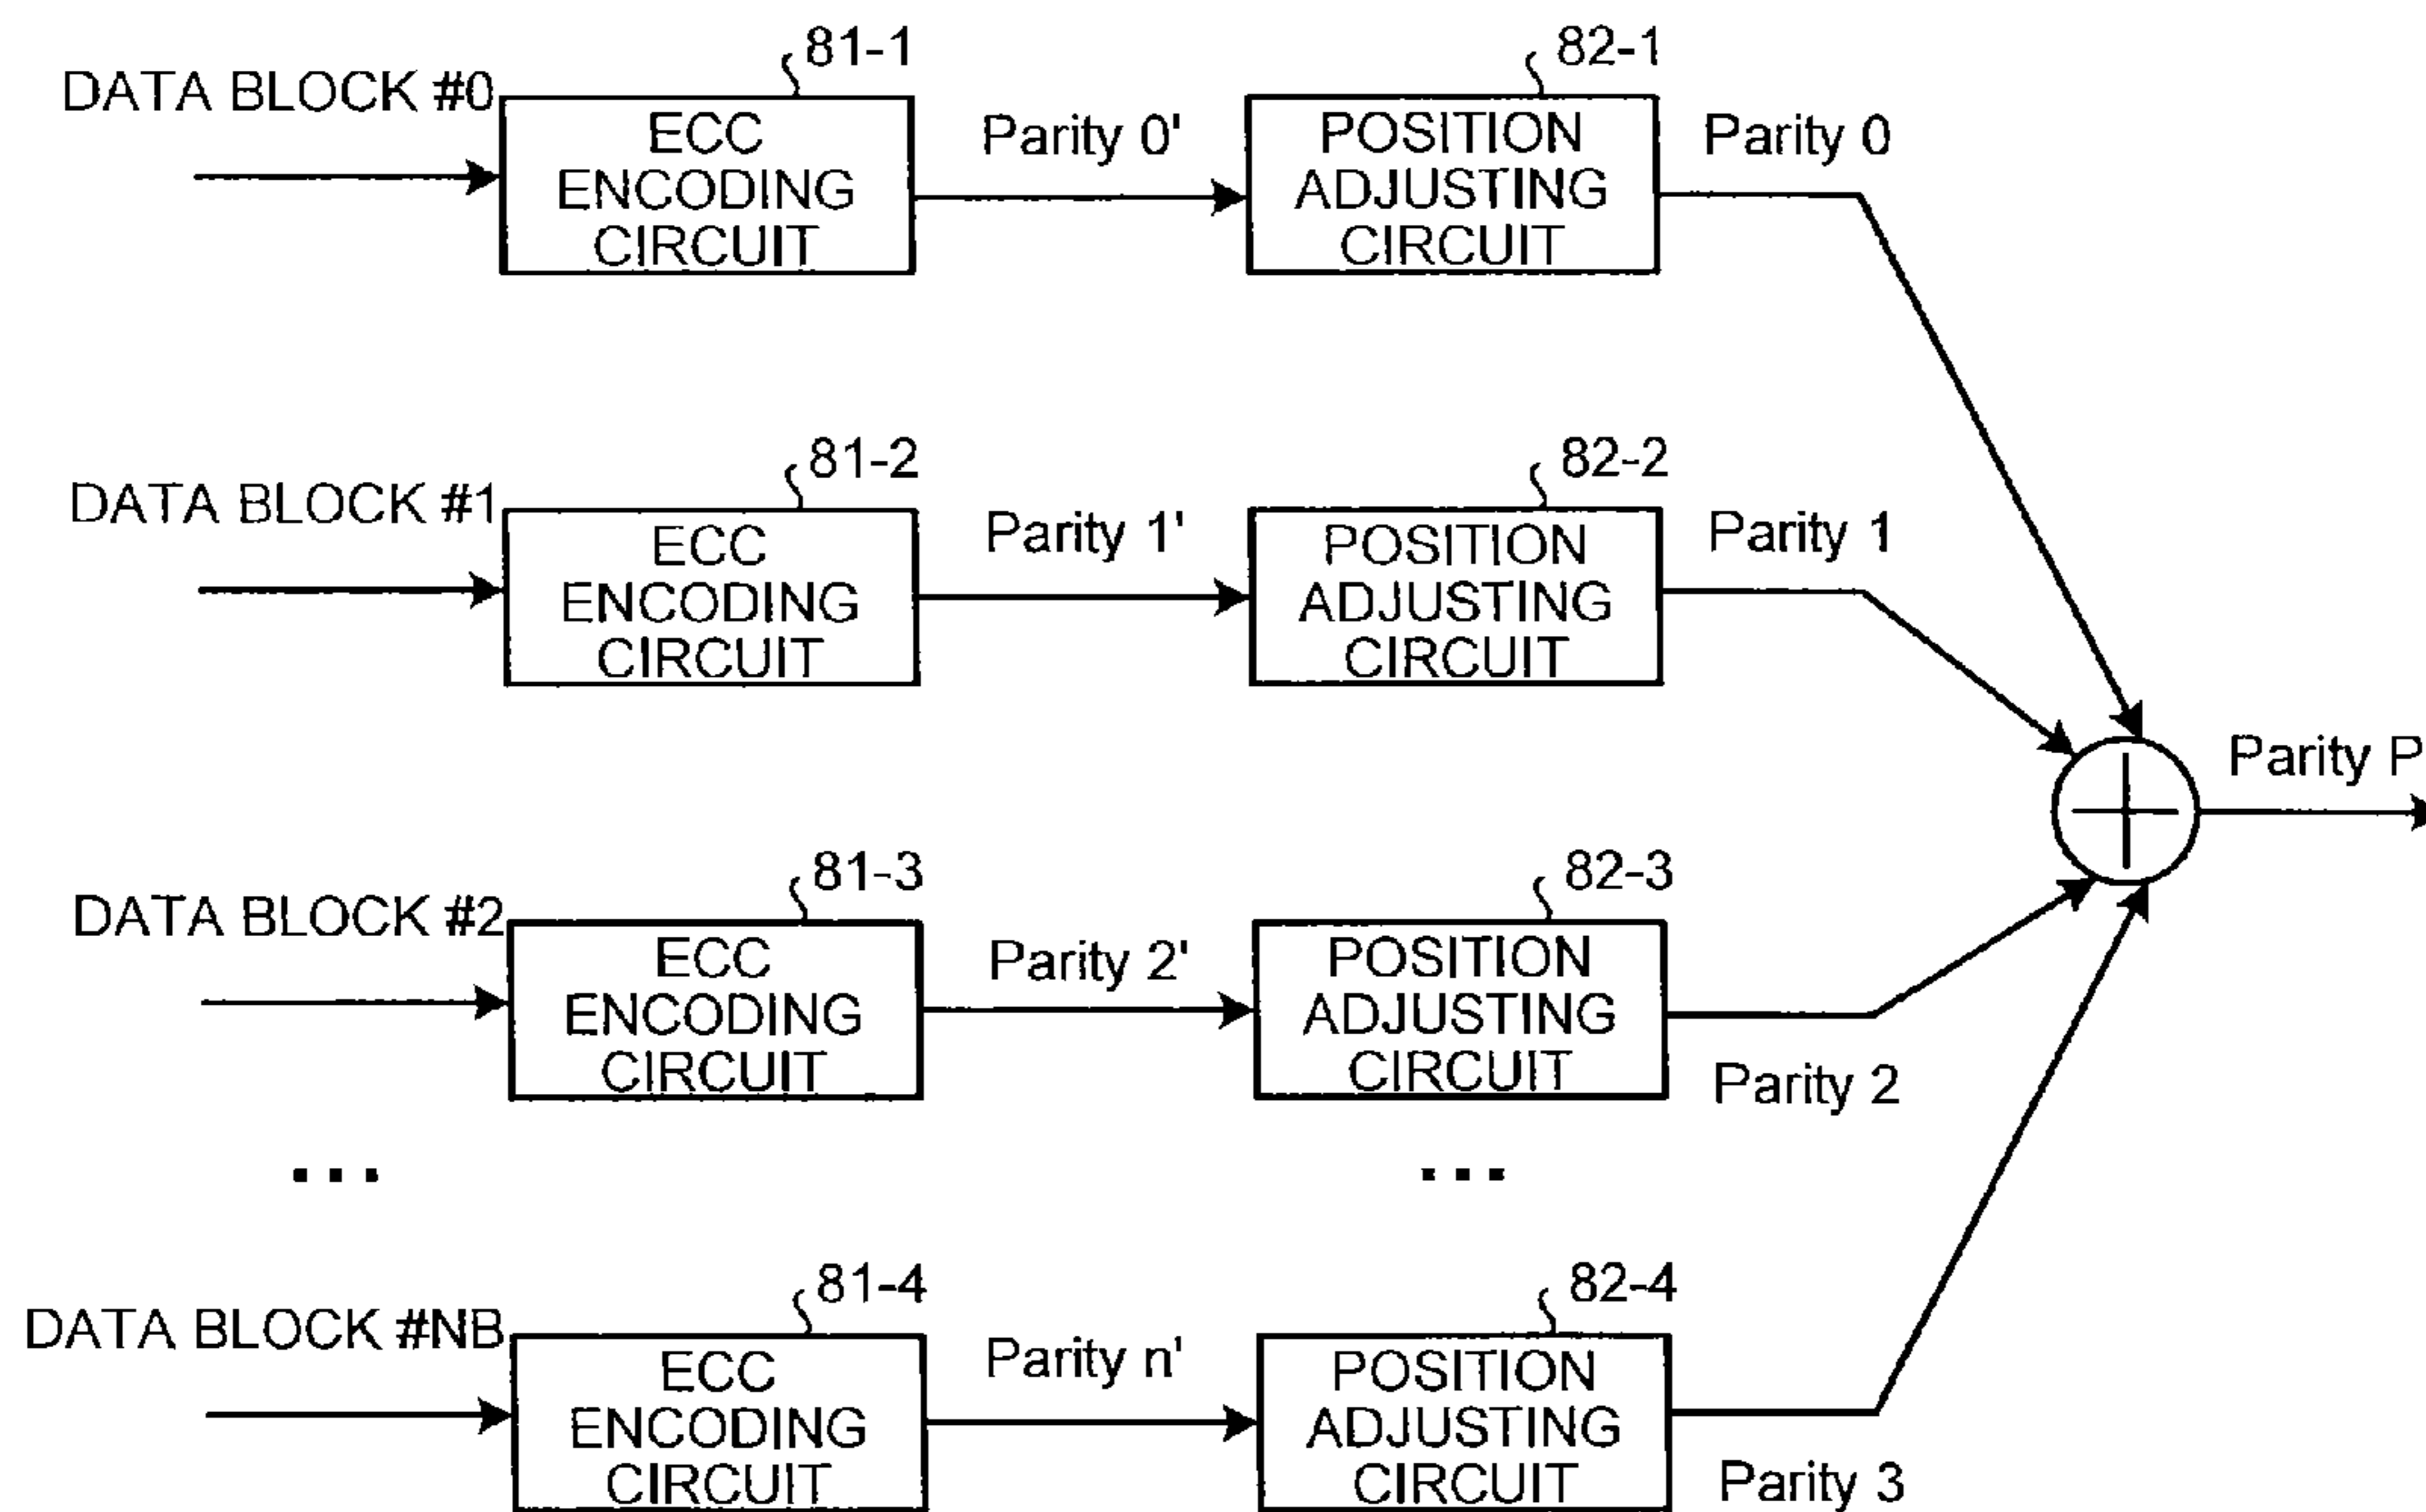 81-1
82-1
DATA BLOCK #0
ECC
ENCODING
CIRCUIT
Parity 0'
POSITION
ADJUSTING
CIRCUIT
Parity 0
81-2
82-2
DATA BLOCK #1
ECC
ENCODING
CIRCUIT
Parity 1'
POSITION
ADJUSTING
CIRCUIT
Parity 1
Parity P
81-3
82-3
DATA BLOCK #2
ECC
ENCODING
CIRCUIT
Parity 2'
POSITION
ADJUSTING
CIRCUIT
Parity 2
...
...
81-4
82-4
DATA BLOCK #NB
ECC
ENCODING
CIRCUIT
Parity n'
POSITION
ADJUSTING
CIRCUIT
Parity 3